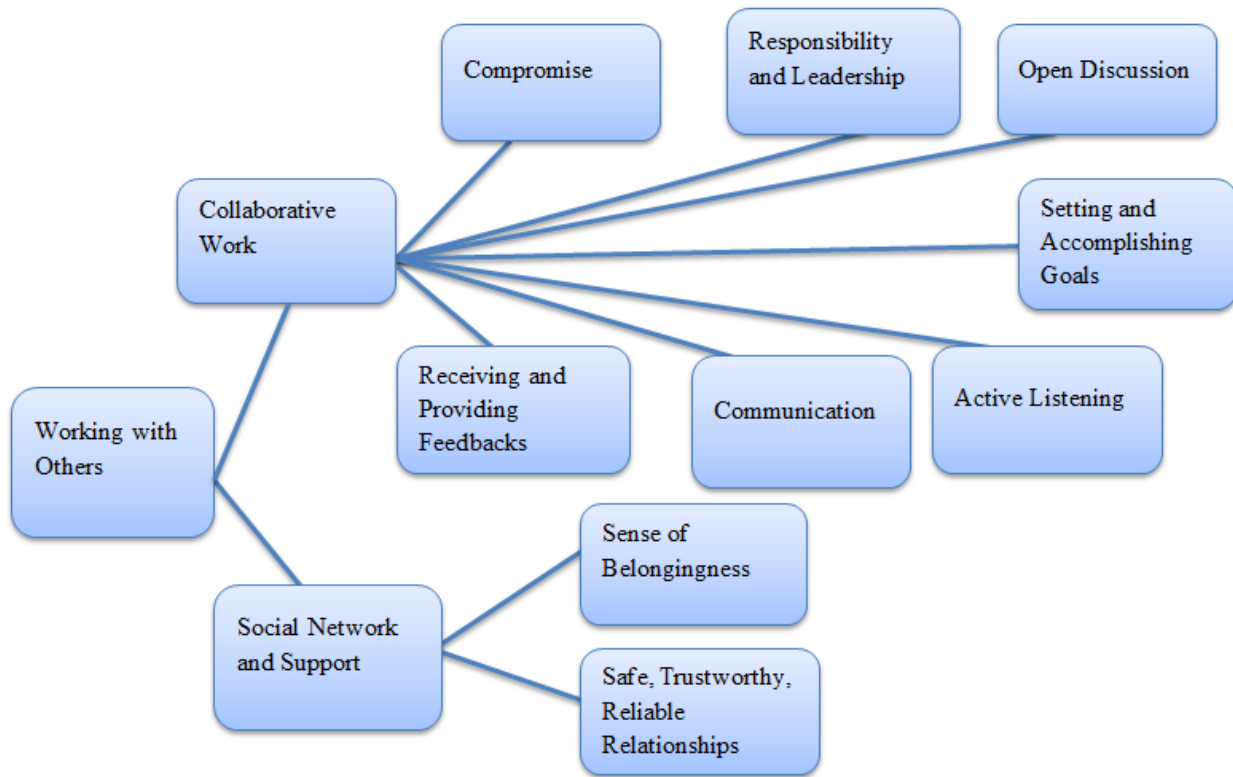 Compromise
Responsibility
and Leadership
Open Discussion
Collaborative
Work
Setting and
Accomplishing
Goals
Receiving and
Providing
Feedbacks
Communication
Active Listening
Working with
Others
Sense of
Belongingness
Social Network
and Support
Safe, Trustworthy,
Reliable
Relationships